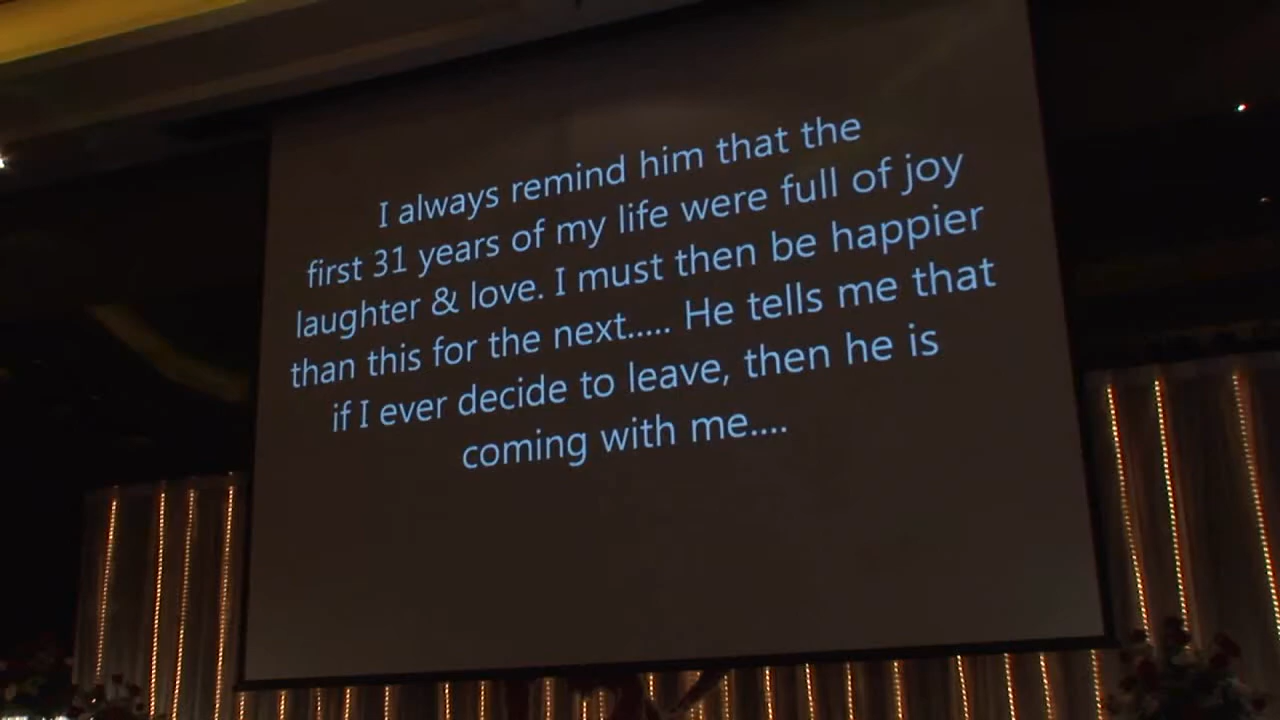 I always remind him that the
first 31 years of my life were full of joy
laughter & love. I must then be happier
than this for the next..... He tells me that
if I ever decide to leave, then he is
coming with me....